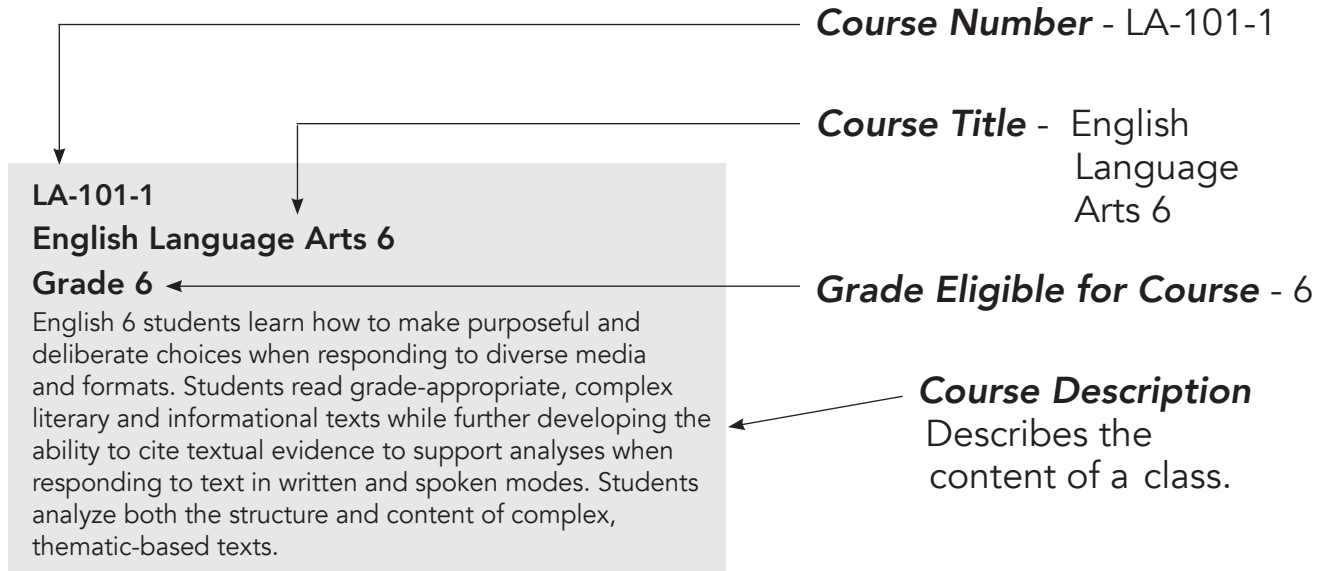 Course Number - LA-101-1
Course Title - English
Language
Arts 6
LA-101-1
English Language Arts 6
Grade 6
Grade Eligible for Course - 6
English 6 students learn how to make purposeful and
deliberate choices when responding to diverse media
and formats. Students read grade-appropriate, complex
literary and informational texts while further developing the
ability to cite textual evidence to support analyses when
responding to text in written and spoken modes. Students
analyze both the structure and content of complex,
thematic-based texts.
Course Description
Describes the
content of a class.